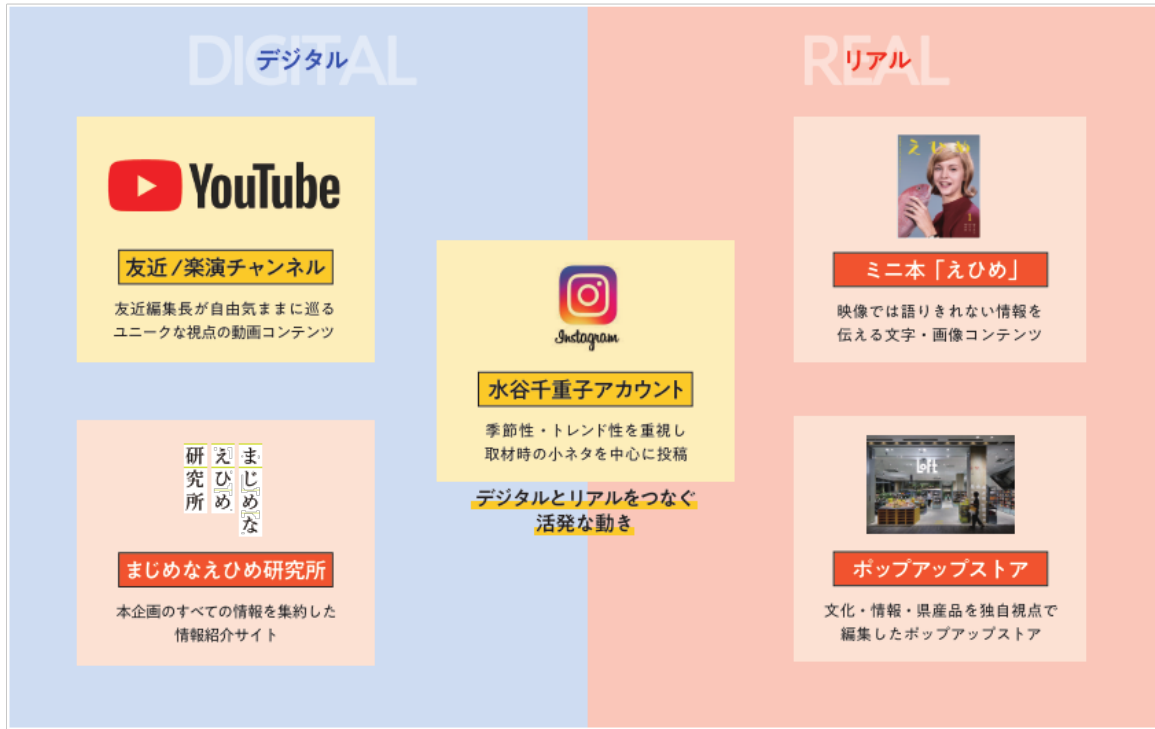 DIGITAL
デジタル
REAL
リアル
YouTube
友近/楽演チャンネル
友近編集長が自由気ままに巡る
ユニークな視点の動画コンテンツ
まじめな
えひめ
研究所
まじめなえひめ研究所
本企画のすべての情報を集約した
情報紹介サイト
Instagram
水谷千重子アカウント
季節性・トレンド性を重視し
取材時の小ネタを中心に投稿
デジタルとリアルをつなぐ
活発な動き
えひめ
1
ミニ本「えひめ」
映像では語りきれない情報を
伝える文字・画像コンテンツ
Loft
ポップアップストア
文化・情報・県産品を独自視点で
編集したポップアップストア